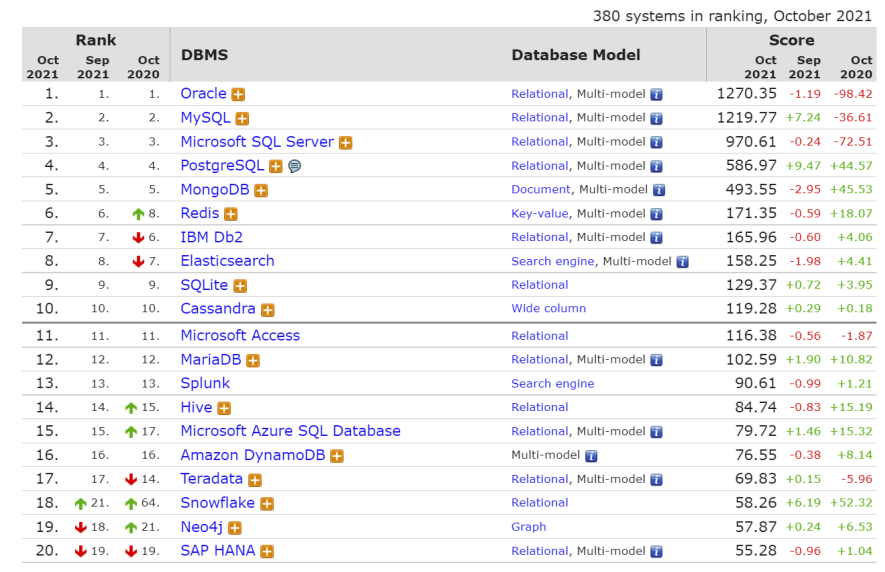 380 systems in ranking, October 2021
Rank DBMS Database Model Score
Oct 2021 Sep 2021 Oct 2020 Oct 2021 Sep 2021 Oct 2020
1. 1. 1. Oracle Relational, Multi-model 1270.35 -1.19 -98.42
2. 2. 2. MySQL Relational, Multi-model 1219.77 +7.24 -36.61
3. 3. 3. Microsoft SQL Server Relational, Multi-model 970.61 -0.24 -72.51
4. 4. 4. PostgreSQL Relational, Multi-model 586.97 +9.47 +44.57
5. 5. 5. MongoDB Document, Multi-model 493.55 -2.95 +45.53
6. 6. 8. Redis Key-value, Multi-model 171.35 -0.59 +18.07
7. 7. 6. IBM Db2 Relational, Multi-model 165.96 -0.60 +4.06
8. 8. 7. Elasticsearch Search engine, Multi-model 158.25 -1.98 +4.41
9. 9. 9. SQLite Relational 129.37 +0.72 +3.95
10. 10. 10. Cassandra Wide column 119.28 +0.29 +0.18
11. 11. 11. Microsoft Access Relational 116.38 -0.56 -1.87
12. 12. 12. MariaDB Relational, Multi-model 102.59 +1.90 +10.82
13. 13. 13. Splunk Search engine 90.61 -0.99 +1.21
14. 14. 15. Hive Relational 84.74 -0.83 +15.19
15. 15. 17. Microsoft Azure SQL Database Relational, Multi-model 79.72 +1.46 +15.32
16. 16. 16. Amazon DynamoDB Multi-model 76.55 -0.38 +8.14
17. 17. 14. Teradata Relational, Multi-model 69.83 +0.15 -5.96
18. 21. 64. Snowflake Relational 58.26 +6.19 +52.32
19. 18. 21. Neo4j Graph 57.87 +0.24 +6.53
20. 19. 19. SAP HANA Relational, Multi-model 55.28 -0.96 +1.04